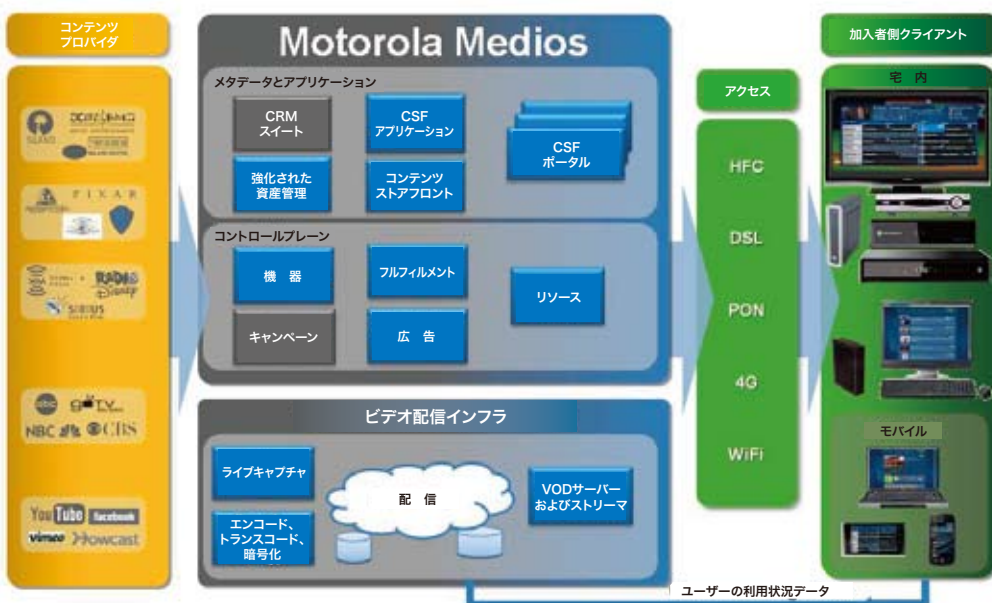 コンテンツ
プロバイダ
ISLAND
PIXAR
RADIO
Disney
SIRIUS
abc
NBC
CBS
YouTube facebook
vimeo Howcast
Motorola Medios
メタデータとアプリケーション
CRM
スイート
CSF
アプリケーション
CSF
ポータル
強化された
資産管理
コンテンツ
ストアフロント
コントロールプレーン
機 器
フルフィルメント
リソース
キャンペーン
広 告
ビデオ配信インフラ
ライブキャプチャ
配 信
VODサーバー
およびストリーマ
エンコード、
トランスコード、
暗号化
アクセス
HFC
DSL
PON
4G
WiFi
加入者側クライアント
宅 内
モバイル
ユーザーの利用状況データ